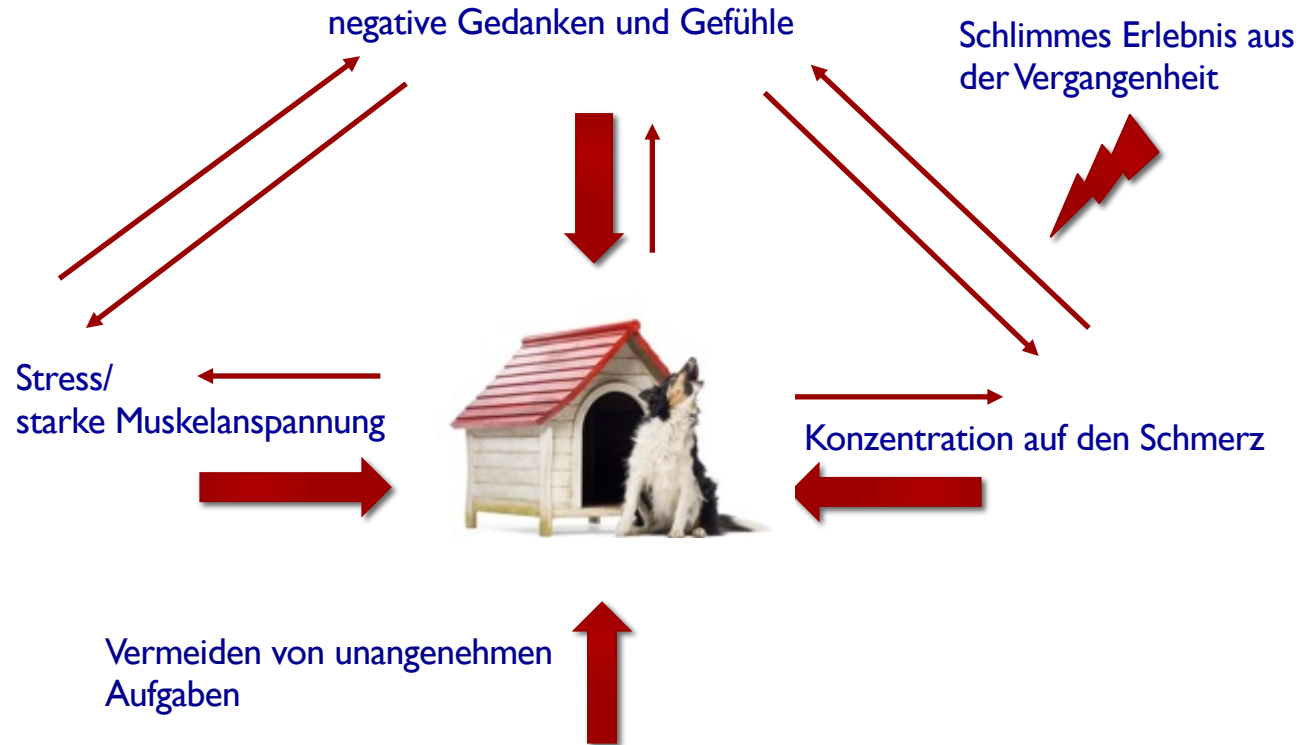 negative Gedanken und Gefühle
Schlimmes Erlebnis aus
der Vergangenheit
Stress/
starke Muskelanspannung
Konzentration auf den Schmerz
Vermeiden von unangenehmen
Aufgaben